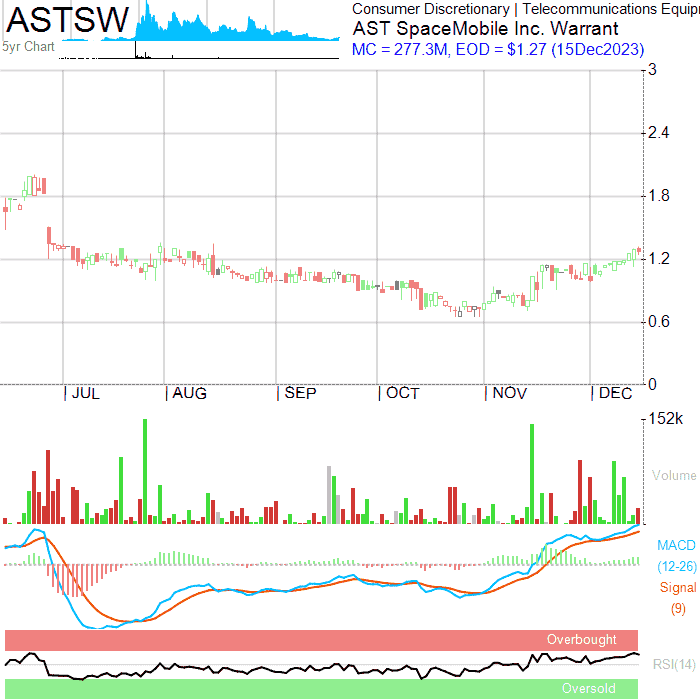 ASTSW
5yr Chart
Consumer Discretionary | Telecommunications Equip
AST SpaceMobile Inc. Warrant
MC = 277.3M, EOD = $1.27 (15Dec2023)
3
2.4
1.8
1.2
0.6
0
JUL AUG SEP OCT NOV DEC
152k
Volume
MACD
(12-26)
Signal
(9)
Overbought
RSI(14)
Oversold